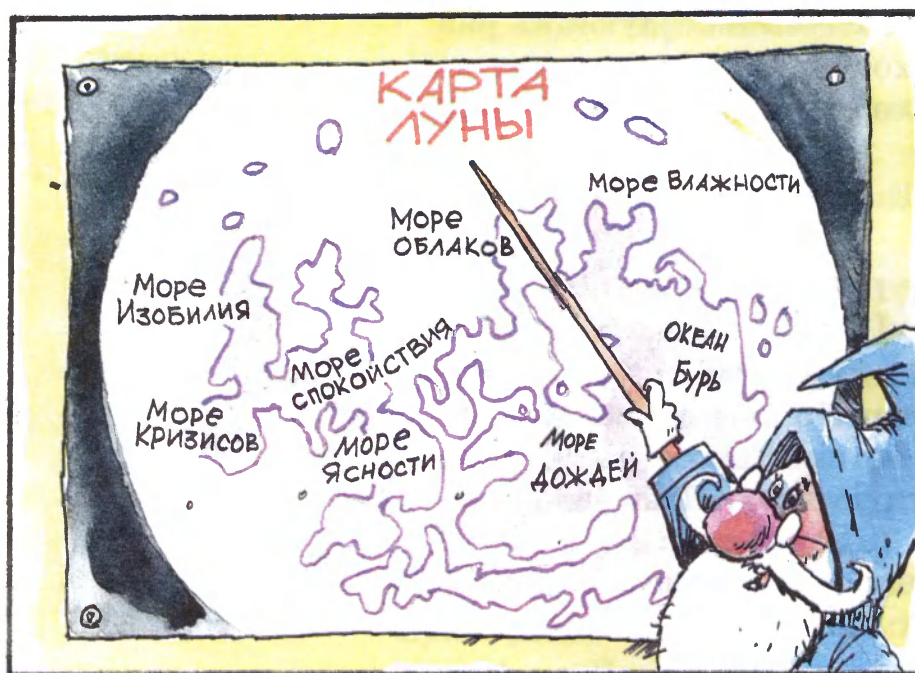 КАРТА
ЛУНЫ
Море Влажности
Море
Облаков
Море
Изобилия
Океан
Бурь
Море
Спокойствия
Море
Кризисов
Море
Ясности
Море
Дождей